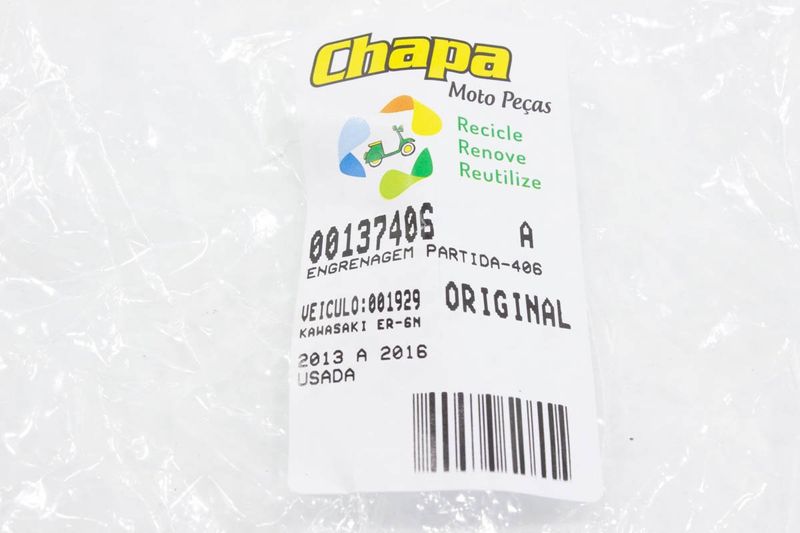 Chapa
Moto Peças
Recicle
Renove
Reutilize
00137406 A
ENGRENAGEM PARTIDA-406
VEICULO:001929 ORIGINAL
KAWASAKI ER-6N
2013 A 2016
USADA